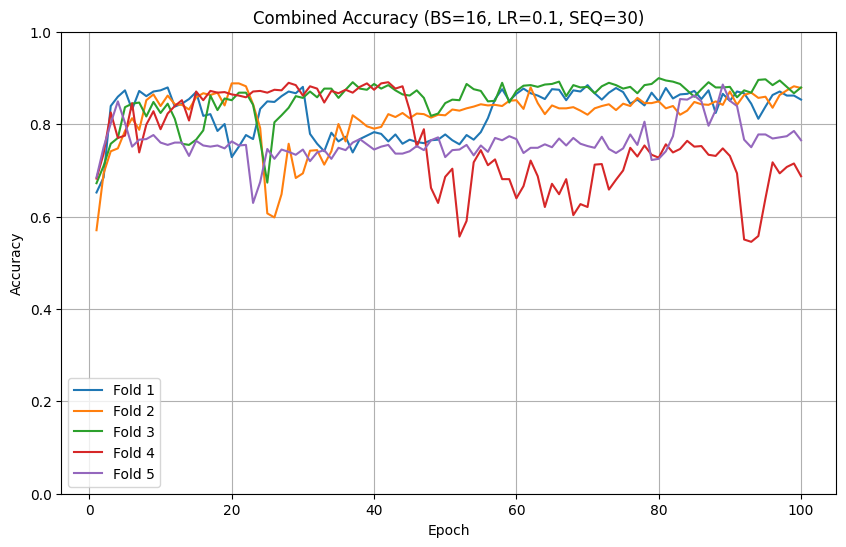 Combined Accuracy (BS=16, LR=0.1, SEQ=30)
1.0
0.8
0.6
0.4
0.2
0.0
Accuracy
Fold 1
Fold 2
Fold 3
Fold 4
Fold 5
0 20 40 60 80 100
Epoch